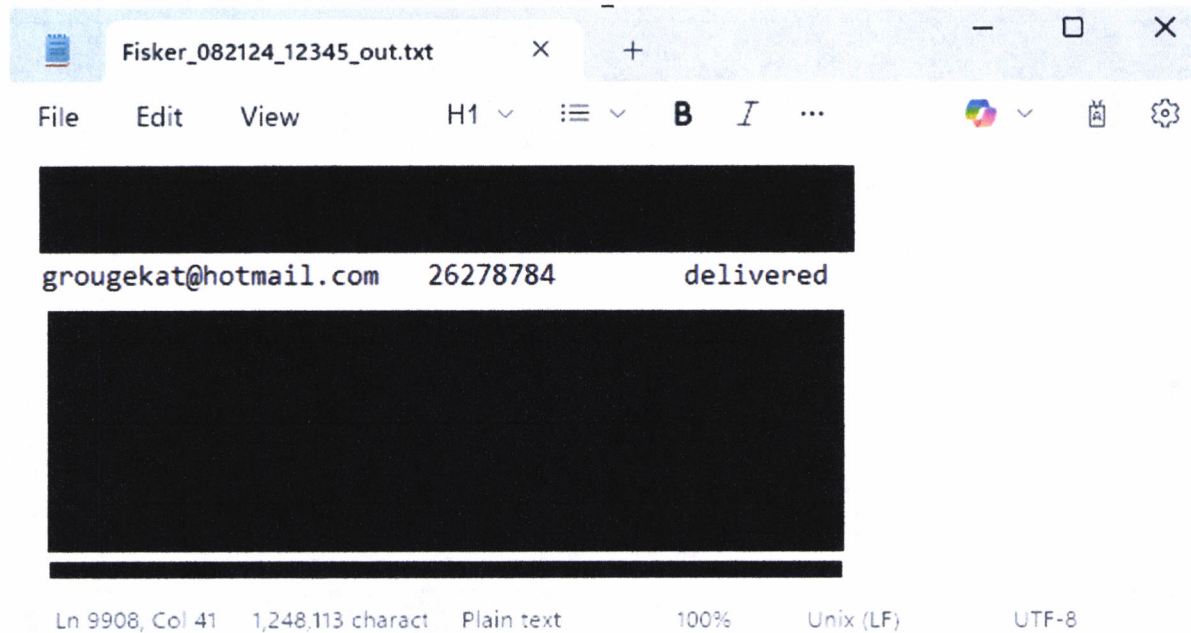 Fisker_082124_12345_out.txt
File Edit View H1 B I ...
grougekat@hotmail.com 26278784 delivered
Ln 9908, Col 41 1,248,113 charact Plain text 100% Unix (LF) UTF-8